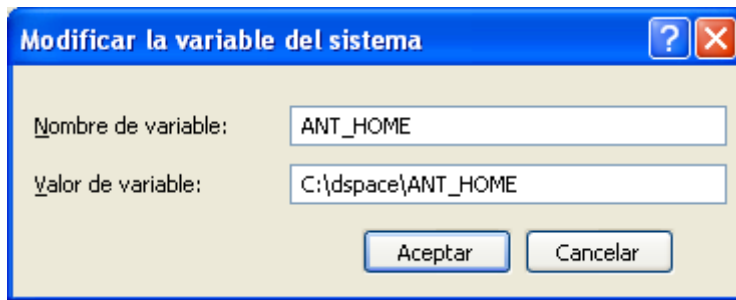 Modificar la variable del sistema
Nombre de variable: ANT_HOME
Valor de variable: C:\dspace\ANT_HOME
Aceptar Cancelar